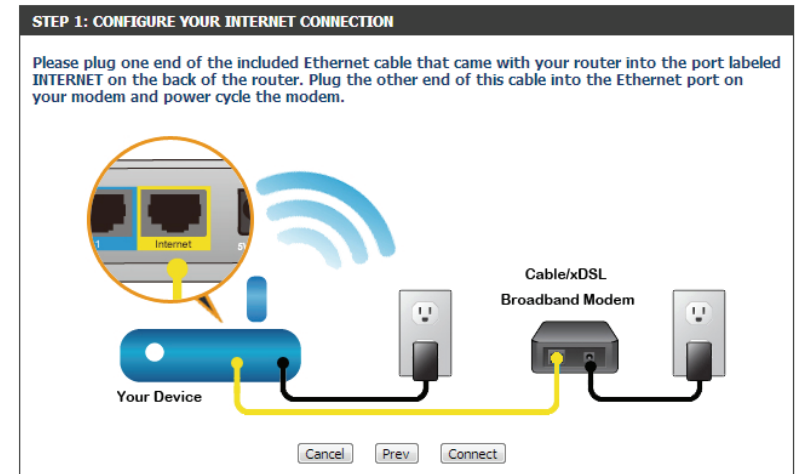 STEP 1: CONFIGURE YOUR INTERNET CONNECTION
Please plug one end of the included Ethernet cable that came with your router into the port labeled
INTERNET on the back of the router. Plug the other end of this cable into the Ethernet port on
your modem and power cycle the modem.
1
Internet
5V
Cable/xDSL
Broadband Modem
Your Device
Cancel
Prev
Connect